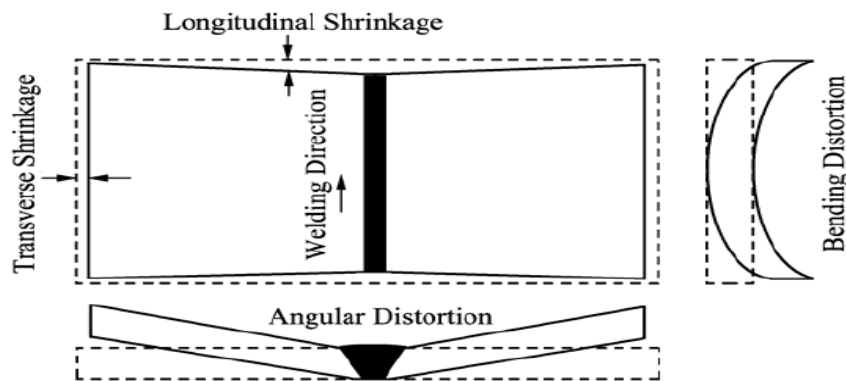 Longitudinal Shrinkage
Transverse Shrinkage
Welding Direction
Bending Distortion
Angular Distortion